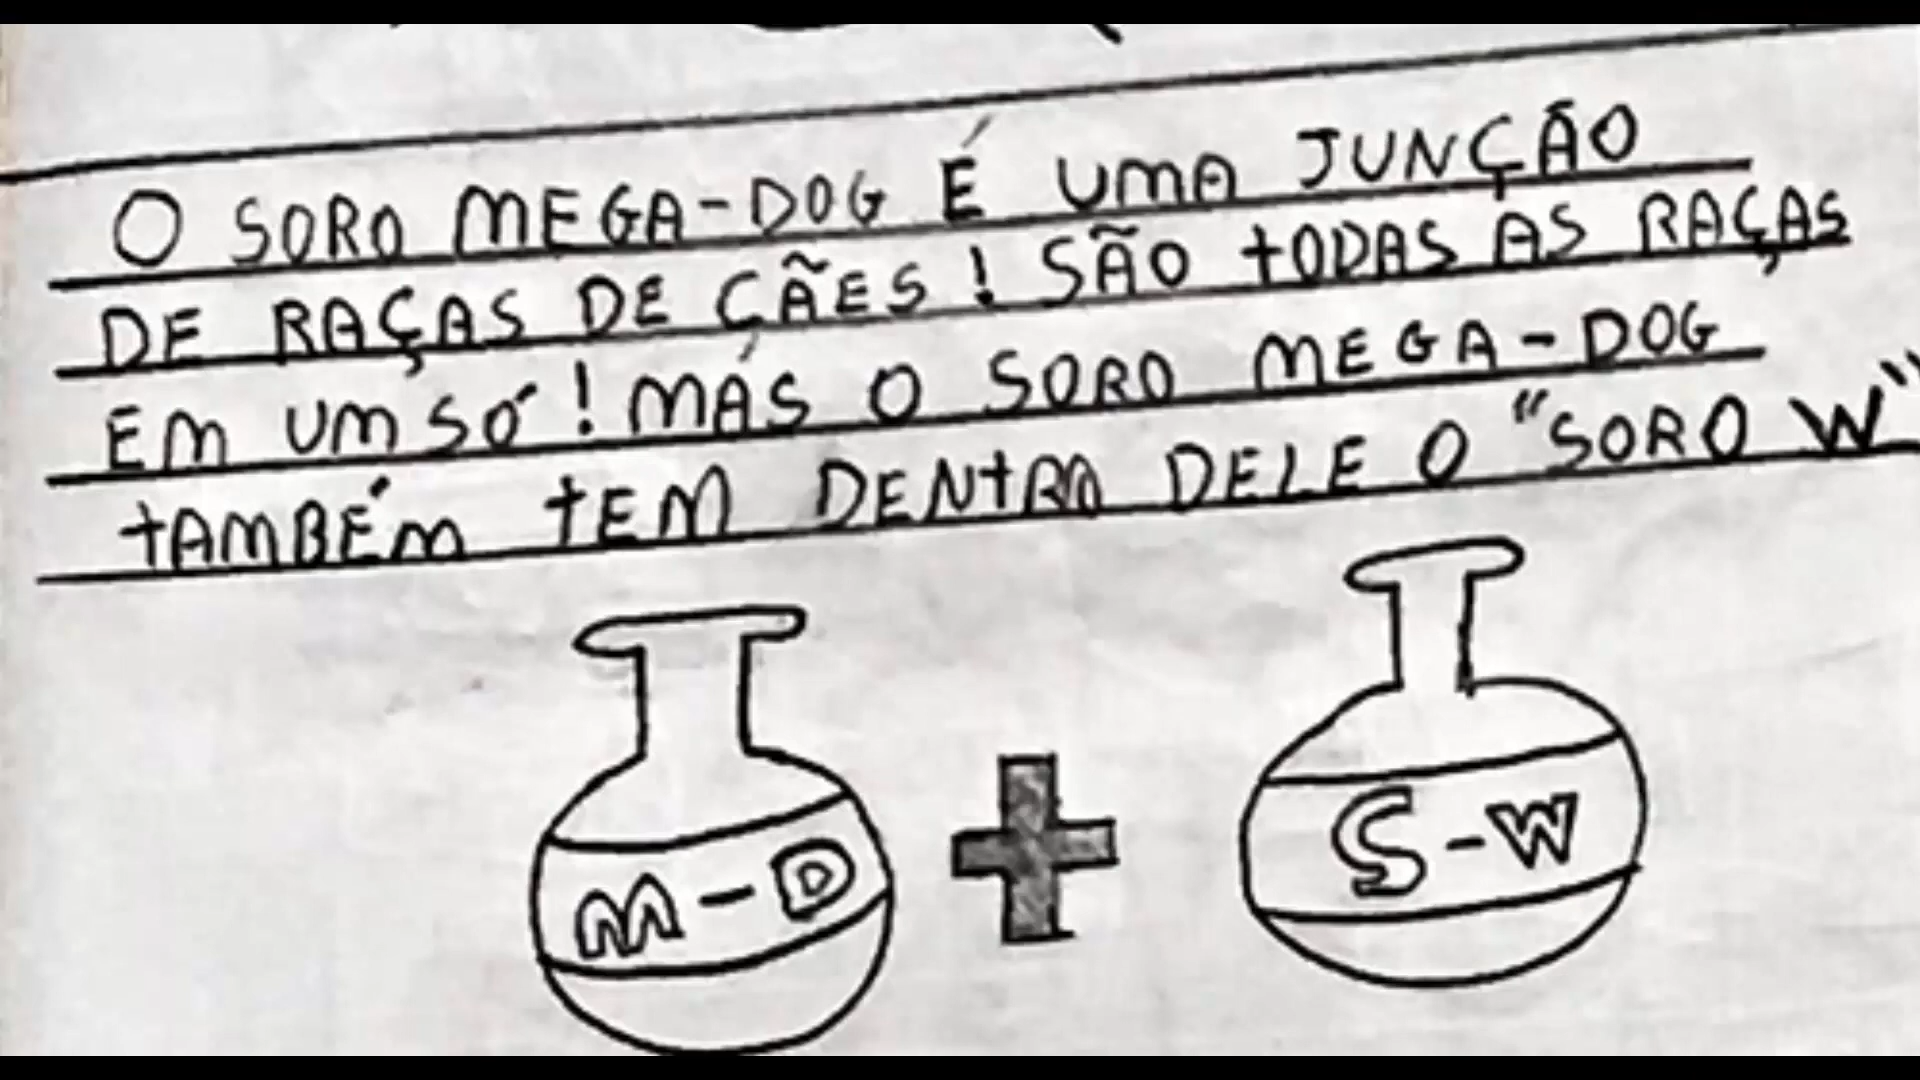 O SORO MEGA-DOG É UMA JUNÇÃO
DE RAÇAS DE ÇÃES! SÃO TODAS AS RAÇAS
EM UM SÓ! MÁS O SORO MEGA-DOG
TAMBÉM TEM DENTRO DELE O "SORO W"
M-D
S-W